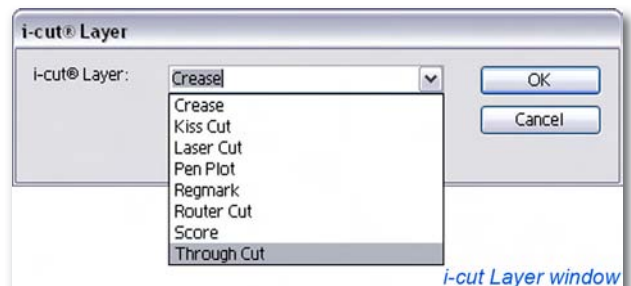 i-cut® Layer
i-cut® Layer: Crease OK
Crease
Kiss Cut Cancel
Laser Cut
Pen Plot
Regmark
Router Cut
Score
Through Cut
i-cut Layer window